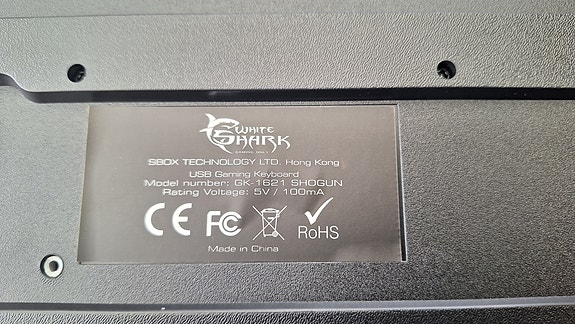 WHITE
SHARK
GAMING ONLY
SBOX TECHNOLOGY LTD. Hong Kong
USB Gaming Keyboard
Model number: GK-1621 SHOGUN
Rating Voltage: 5V / 100mA
CE FC RoHS
Made in China